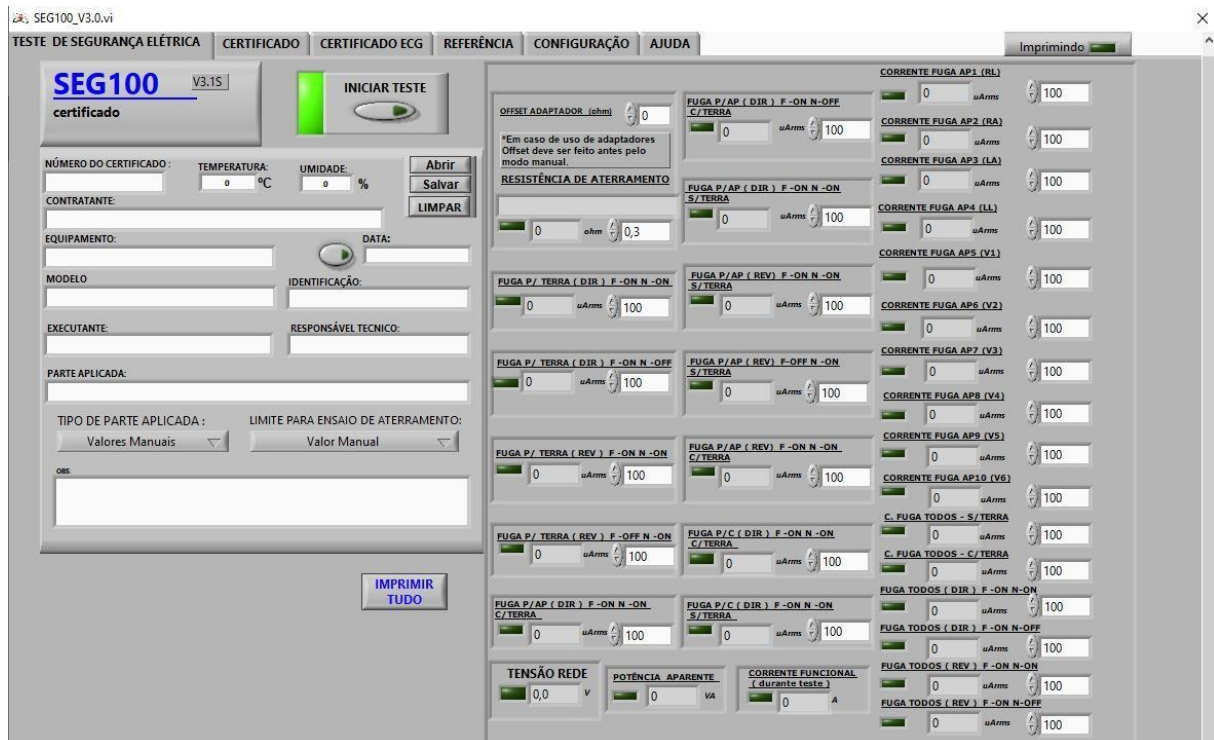 SEG100_V3.0.vi
TESTE DE SEGURANÇA ELÉTRICA
CERTIFICADO
CERTIFICADO ECG
REFERÊNCIA
CONFIGURAÇÃO
AJUDA
Imprimindo
SEG100
V3.1S
certificado
INICIAR TESTE
NÚMERO DO CERTIFICADO :
TEMPERATURA:
0 ºC
UMIDADE:
0 %
Abrir
Salvar
LIMPAR
CONTRATANTE:
EQUIPAMENTO:
DATA:
MODELO
IDENTIFICAÇÃO:
EXECUTANTE:
RESPONSÁVEL TECNICO:
PARTE APLICADA:
TIPO DE PARTE APLICADA :
Valores Manuais
LIMITE PARA ENSAIO DE ATERRAMENTO:
Valor Manual
OBS
IMPRIMIR
TUDO
OFFSET ADAPTADOR (ohm)
0
*Em caso de uso de adaptadores
Offset deve ser feito antes pelo
modo manual.
RESISTÊNCIA DE ATERRAMENTO
0 ohm 0,3
FUGA P/ TERRA ( DIR ) F -ON N -ON
0 uArms 100
FUGA P/ TERRA ( DIR ) F -ON N -OFF
0 uArms 100
FUGA P/ TERRA ( REV ) F -ON N -ON
0 uArms 100
FUGA P/ TERRA ( REV ) F -OFF N -ON
0 uArms 100
FUGA P/AP ( DIR ) F -ON N -ON
C/TERRA
0 uArms 100
FUGA P/AP ( DIR ) F -ON N-OFF
C/TERRA
0 uArms 100
FUGA P/AP ( DIR ) F -ON N -ON
S/TERRA
0 uArms 100
FUGA P/AP ( REV) F -ON N -ON
S/TERRA
0 uArms 100
FUGA P/AP ( REV) F-OFF N -ON
S/TERRA
0 uArms 100
FUGA P/AP ( REV) F -ON N -ON
C/TERRA
0 uArms 100
FUGA P/C ( DIR ) F -ON N -ON
C/TERRA
0 uArms 100
FUGA P/C ( DIR ) F -ON N -ON
S/TERRA
0 uArms 100
TENSÃO REDE
0,0 V
POTÊNCIA APARENTE
0 VA
CORRENTE FUNCIONAL
( durante teste )
0 A
CORRENTE FUGA AP1 (RL)
0 uArms 100
CORRENTE FUGA AP2 (RA)
0 uArms 100
CORRENTE FUGA AP3 (LA)
0 uArms 100
CORRENTE FUGA AP4 (LL)
0 uArms 100
CORRENTE FUGA AP5 (V1)
0 uArms 100
CORRENTE FUGA AP6 (V2)
0 uArms 100
CORRENTE FUGA AP7 (V3)
0 uArms 100
CORRENTE FUGA AP8 (V4)
0 uArms 100
CORRENTE FUGA AP9 (V5)
0 uArms 100
CORRENTE FUGA AP10 (V6)
0 uArms 100
C. FUGA TODOS - S/TERRA
0 uArms 100
C. FUGA TODOS - C/TERRA
0 uArms 100
FUGA TODOS ( DIR ) F -ON N-ON
0 uArms 100
FUGA TODOS ( DIR ) F -ON N-OFF
0 uArms 100
FUGA TODOS ( REV ) F -ON N-ON
0 uArms 100
FUGA TODOS ( REV ) F -ON N-OFF
0 uArms 100